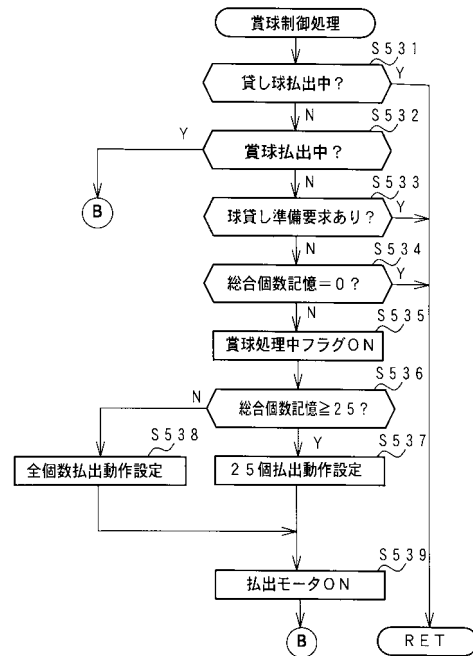 賞球制御処理
S531
貸し球払出中？
Y
N
S532
Y
賞球払出中？
N
B
S533
球貸し準備要求あり？
Y
N
S534
総合個数記憶＝0？
Y
N
S535
賞球処理中フラグON
S536
N
総合個数記憶≧25？
Y
S538
全個数払出動作設定
S537
25個払出動作設定
S539
払出モータON
B
RET